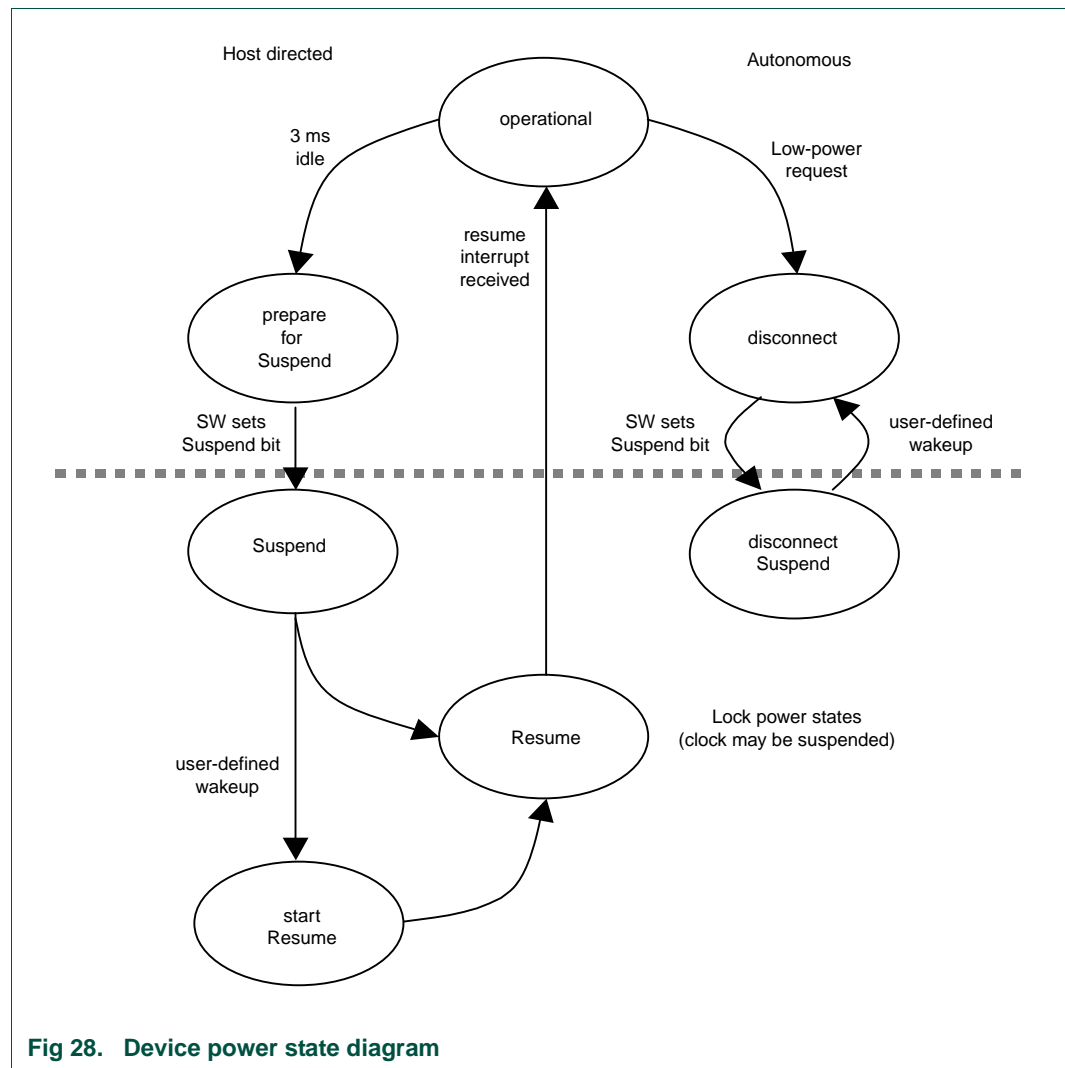 Host directed
Autonomous
operational
3 ms
idle
Low-power
request
resume
interrupt
received
prepare
for
Suspend
disconnect
SW sets
Suspend bit
SW sets
Suspend bit
user-defined
wakeup
Suspend
disconnect
Suspend
Resume
Lock power states
(clock may be suspended)
user-defined
wakeup
start
Resume
Fig 28. Device power state diagram